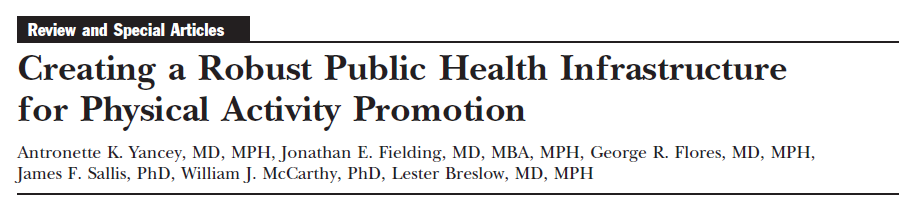 Review and Special Articles
Creating a Robust Public Health Infrastructure
for Physical Activity Promotion
Antronette K. Yancey, MD, MPH, Jonathan E. Fielding, MD, MBA, MPH, George R. Flores, MD, MPH,
James F. Sallis, PhD, William J. McCarthy, PhD, Lester Breslow, MD, MPH